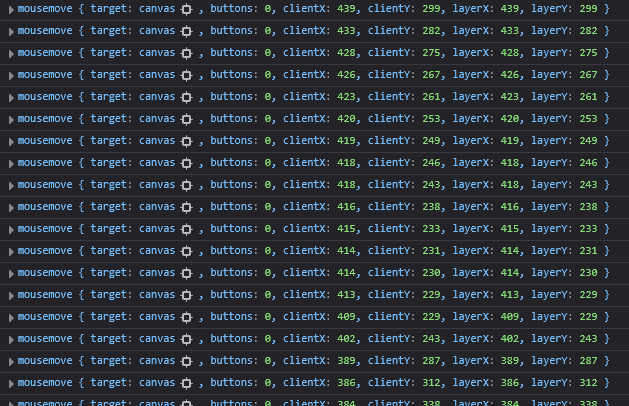 mousemove { target: canvas , buttons: 0, clientX: 439, clientY: 299, layerX: 439, layerY: 299 }
mousemove { target: canvas , buttons: 0, clientX: 433, clientY: 282, layerX: 433, layerY: 282 }
mousemove { target: canvas , buttons: 0, clientX: 428, clientY: 275, layerX: 428, layerY: 275 }
mousemove { target: canvas , buttons: 0, clientX: 426, clientY: 267, layerX: 426, layerY: 267 }
mousemove { target: canvas , buttons: 0, clientX: 423, clientY: 261, layerX: 423, layerY: 261 }
mousemove { target: canvas , buttons: 0, clientX: 420, clientY: 253, layerX: 420, layerY: 253 }
mousemove { target: canvas , buttons: 0, clientX: 419, clientY: 249, layerX: 419, layerY: 249 }
mousemove { target: canvas , buttons: 0, clientX: 418, clientY: 246, layerX: 418, layerY: 246 }
mousemove { target: canvas , buttons: 0, clientX: 418, clientY: 243, layerX: 418, layerY: 243 }
mousemove { target: canvas , buttons: 0, clientX: 416, clientY: 238, layerX: 416, layerY: 238 }
mousemove { target: canvas , buttons: 0, clientX: 415, clientY: 233, layerX: 415, layerY: 233 }
mousemove { target: canvas , buttons: 0, clientX: 414, clientY: 231, layerX: 414, layerY: 231 }
mousemove { target: canvas , buttons: 0, clientX: 414, clientY: 230, layerX: 414, layerY: 230 }
mousemove { target: canvas , buttons: 0, clientX: 413, clientY: 229, layerX: 413, layerY: 229 }
mousemove { target: canvas , buttons: 0, clientX: 409, clientY: 229, layerX: 409, layerY: 229 }
mousemove { target: canvas , buttons: 0, clientX: 402, clientY: 243, layerX: 402, layerY: 243 }
mousemove { target: canvas , buttons: 0, clientX: 389, clientY: 287, layerX: 389, layerY: 287 }
mousemove { target: canvas , buttons: 0, clientX: 386, clientY: 312, layerX: 386, layerY: 312 }
mousemove { target: canvas , buttons: 0, clientX: 384, clientY: 338, layerX: 384, layerY: 338 }